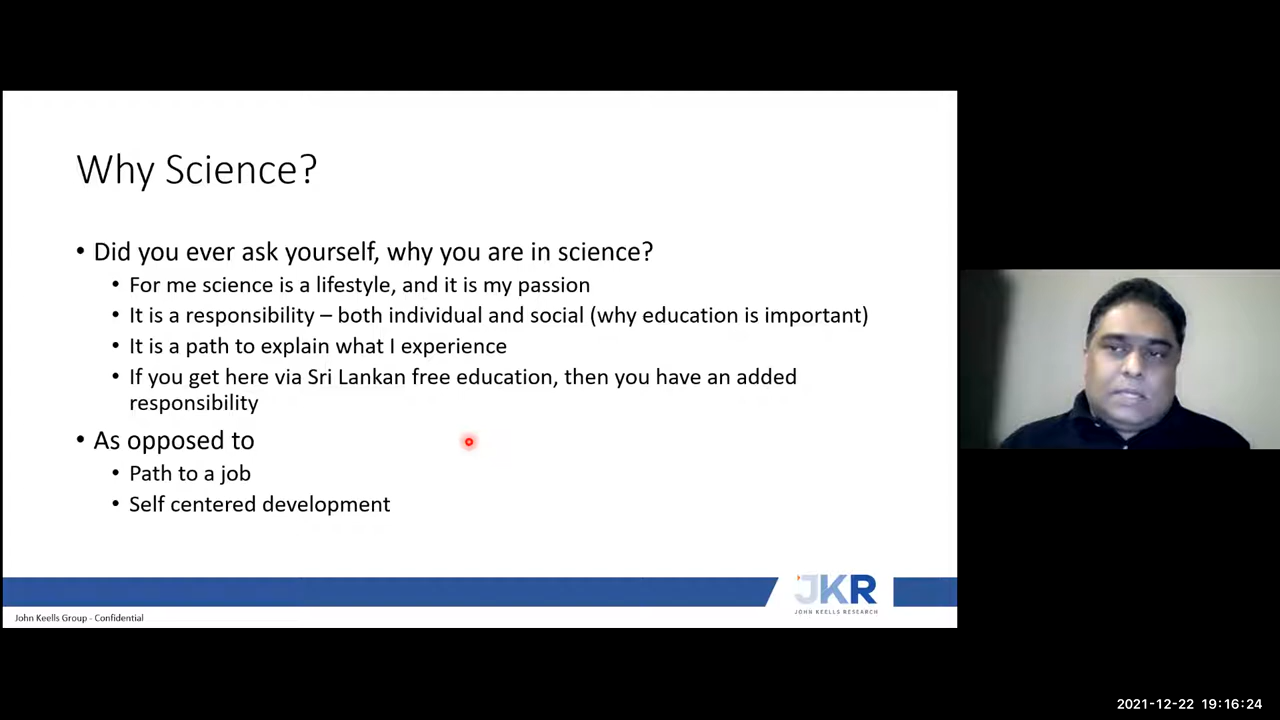 Why Science?
• Did you ever ask yourself, why you are in science?
• For me science is a lifestyle, and it is my passion
• It is a responsibility – both individual and social (why education is important)
• It is a path to explain what I experience
• If you get here via Sri Lankan free education, then you have an added
responsibility
• As opposed to
• Path to a job
• Self centered development
JKR
JOHN KEELLS RESEARCH
John Keells Group - Confidential
2021-12-22 19:16:24